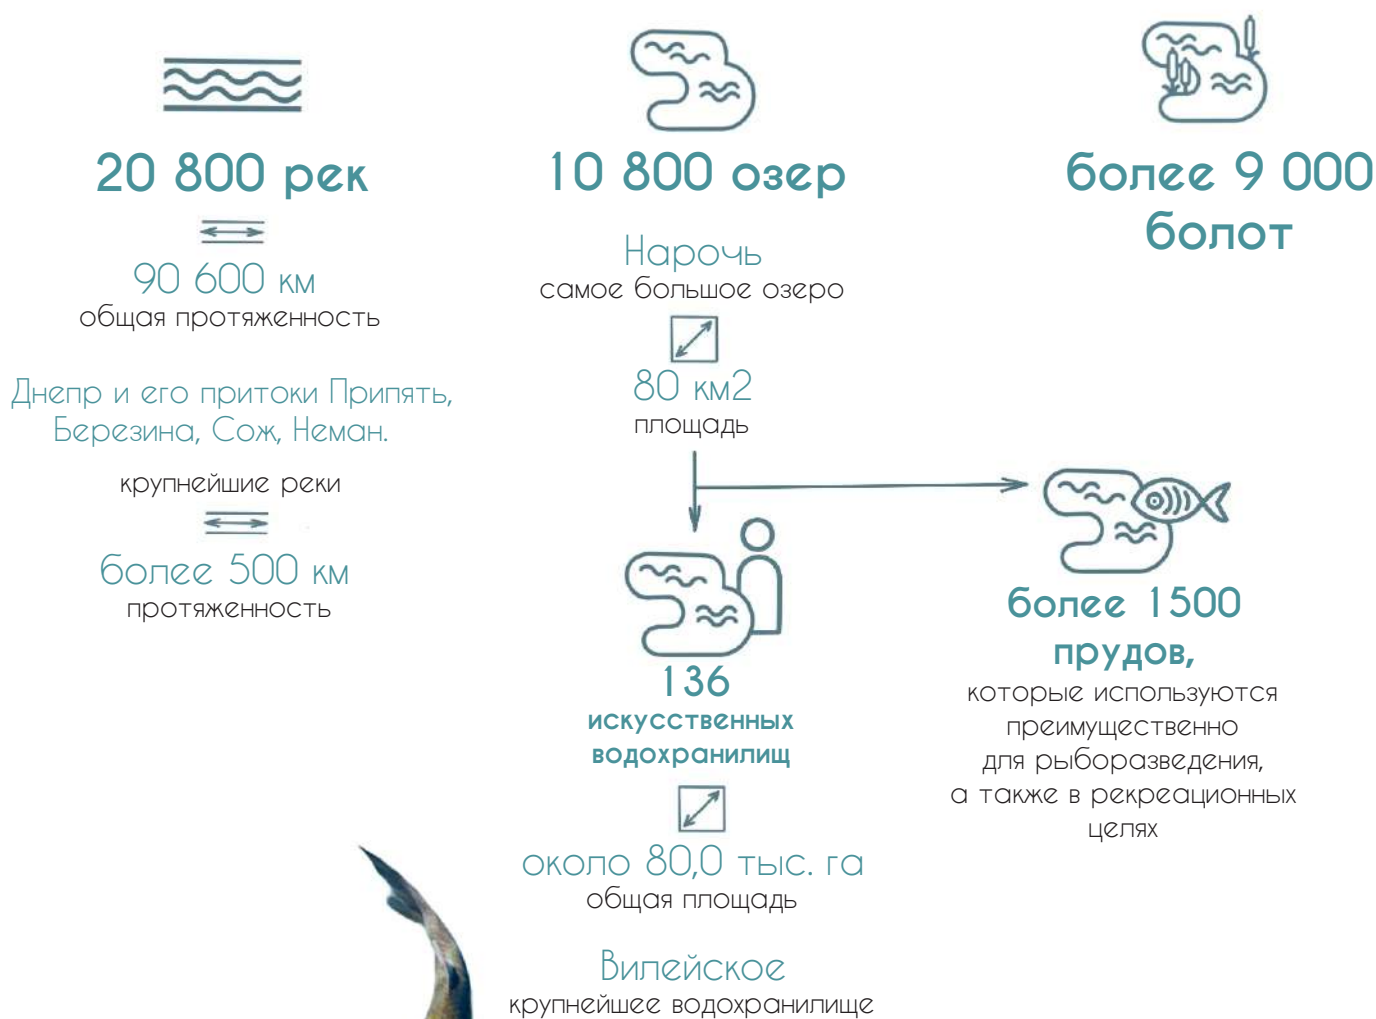 20 800 рек
90 600 км
общая протяженность
Днепр и его притоки Припять,
Березина, Сож, Неман.
крупнейшие реки
более 500 км
протяженность
10 800 озер
Нарочь
самое большое озеро
80 км2
площадь
136
искусственных
водохранилищ
около 80,0 тыс. га
общая площадь
Вилейское
крупнейшее водохранилище
более 9 000
болот
более 1500
прудов,
которые используются
преимущественно
для рыборазведения,
а также в рекреационных
целях